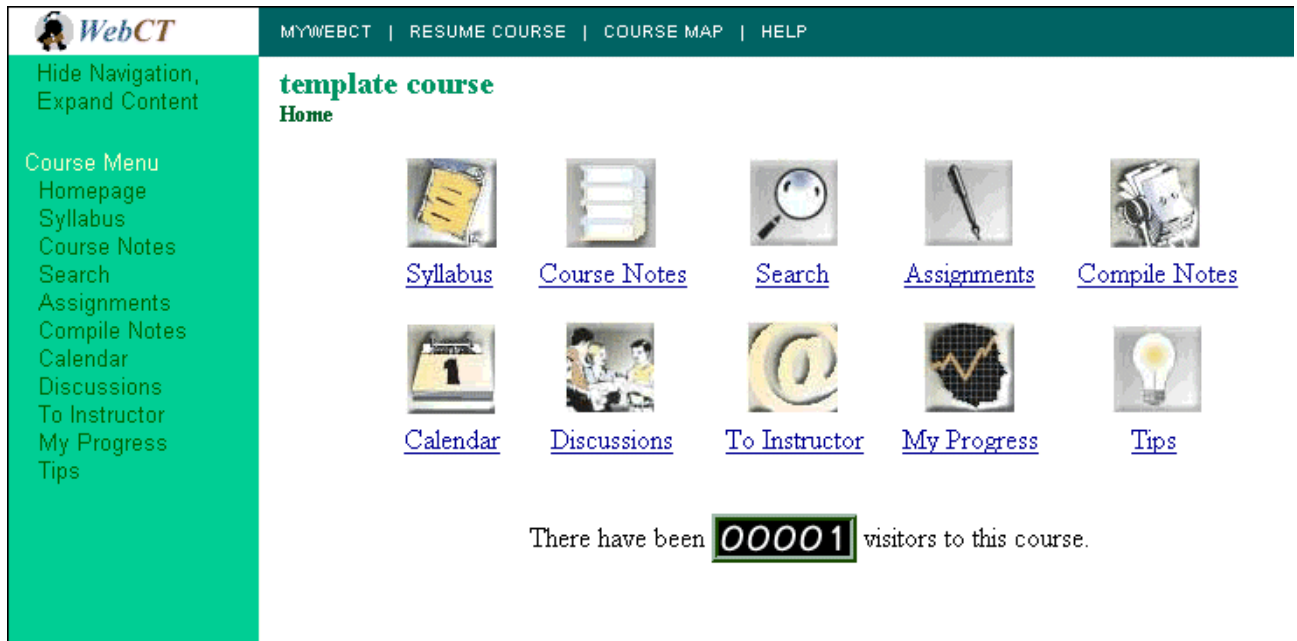 WebCT
MYWEBCT | RESUME COURSE | COURSE MAP | HELP
Hide Navigation,
Expand Content
Course Menu
Homepage
Syllabus
Course Notes
Search
Assignments
Compile Notes
Calendar
Discussions
To Instructor
My Progress
Tips
template course
Home
Syllabus Course Notes Search Assignments Compile Notes
1
@
Calendar Discussions To Instructor My Progress Tips
There have been 00001 visitors to this course.